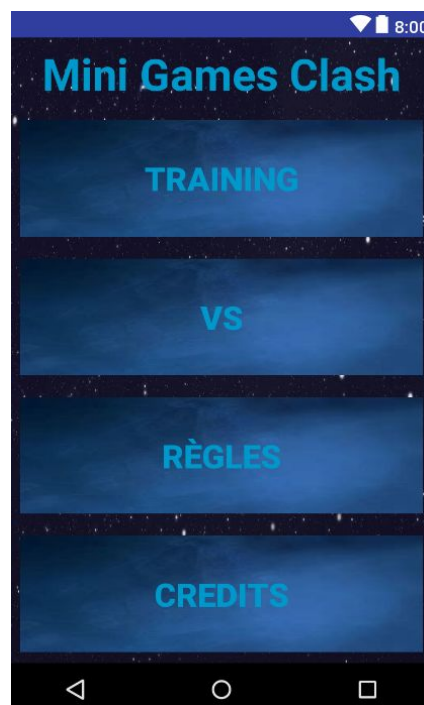 8:00
Mini Games Clash
TRAINING
VS
RÈGLES
CREDITS